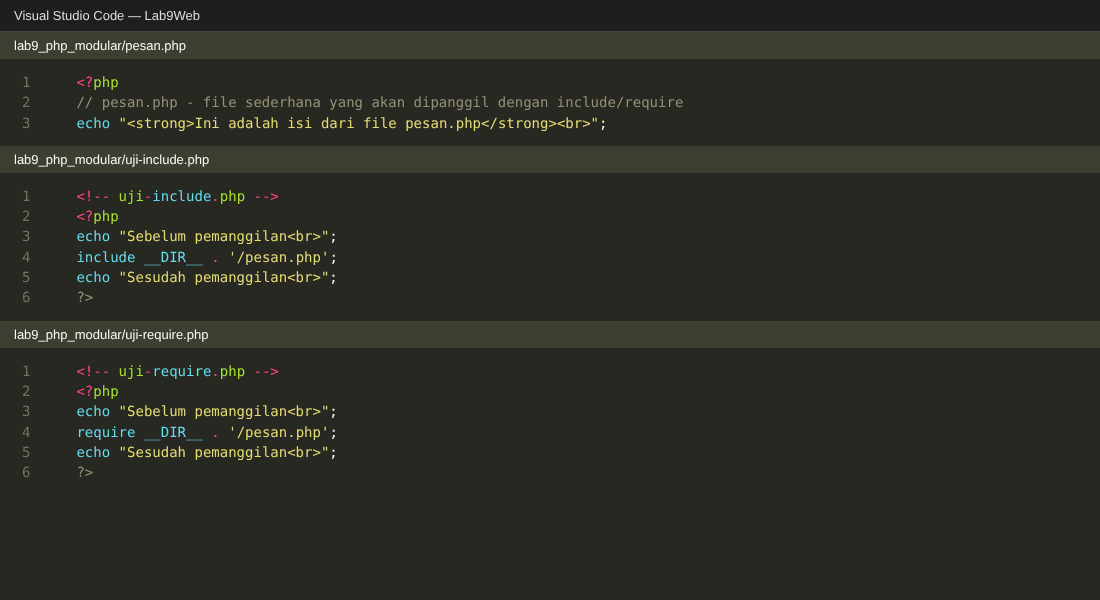 Visual Studio Code — Lab9Web
lab9_php_modular/pesan.php
1 <?php
2 // pesan.php - file sederhana yang akan dipanggil dengan include/require
3 echo "<strong>Ini adalah isi dari file pesan.php</strong><br>";
lab9_php_modular/uji-include.php
1 <!-- uji-include.php -->
2 <?php
3 echo "Sebelum pemanggilan<br>";
4 include __DIR__ . '/pesan.php';
5 echo "Sesudah pemanggilan<br>";
6 ?>
lab9_php_modular/uji-require.php
1 <!-- uji-require.php -->
2 <?php
3 echo "Sebelum pemanggilan<br>";
4 require __DIR__ . '/pesan.php';
5 echo "Sesudah pemanggilan<br>";
6 ?>